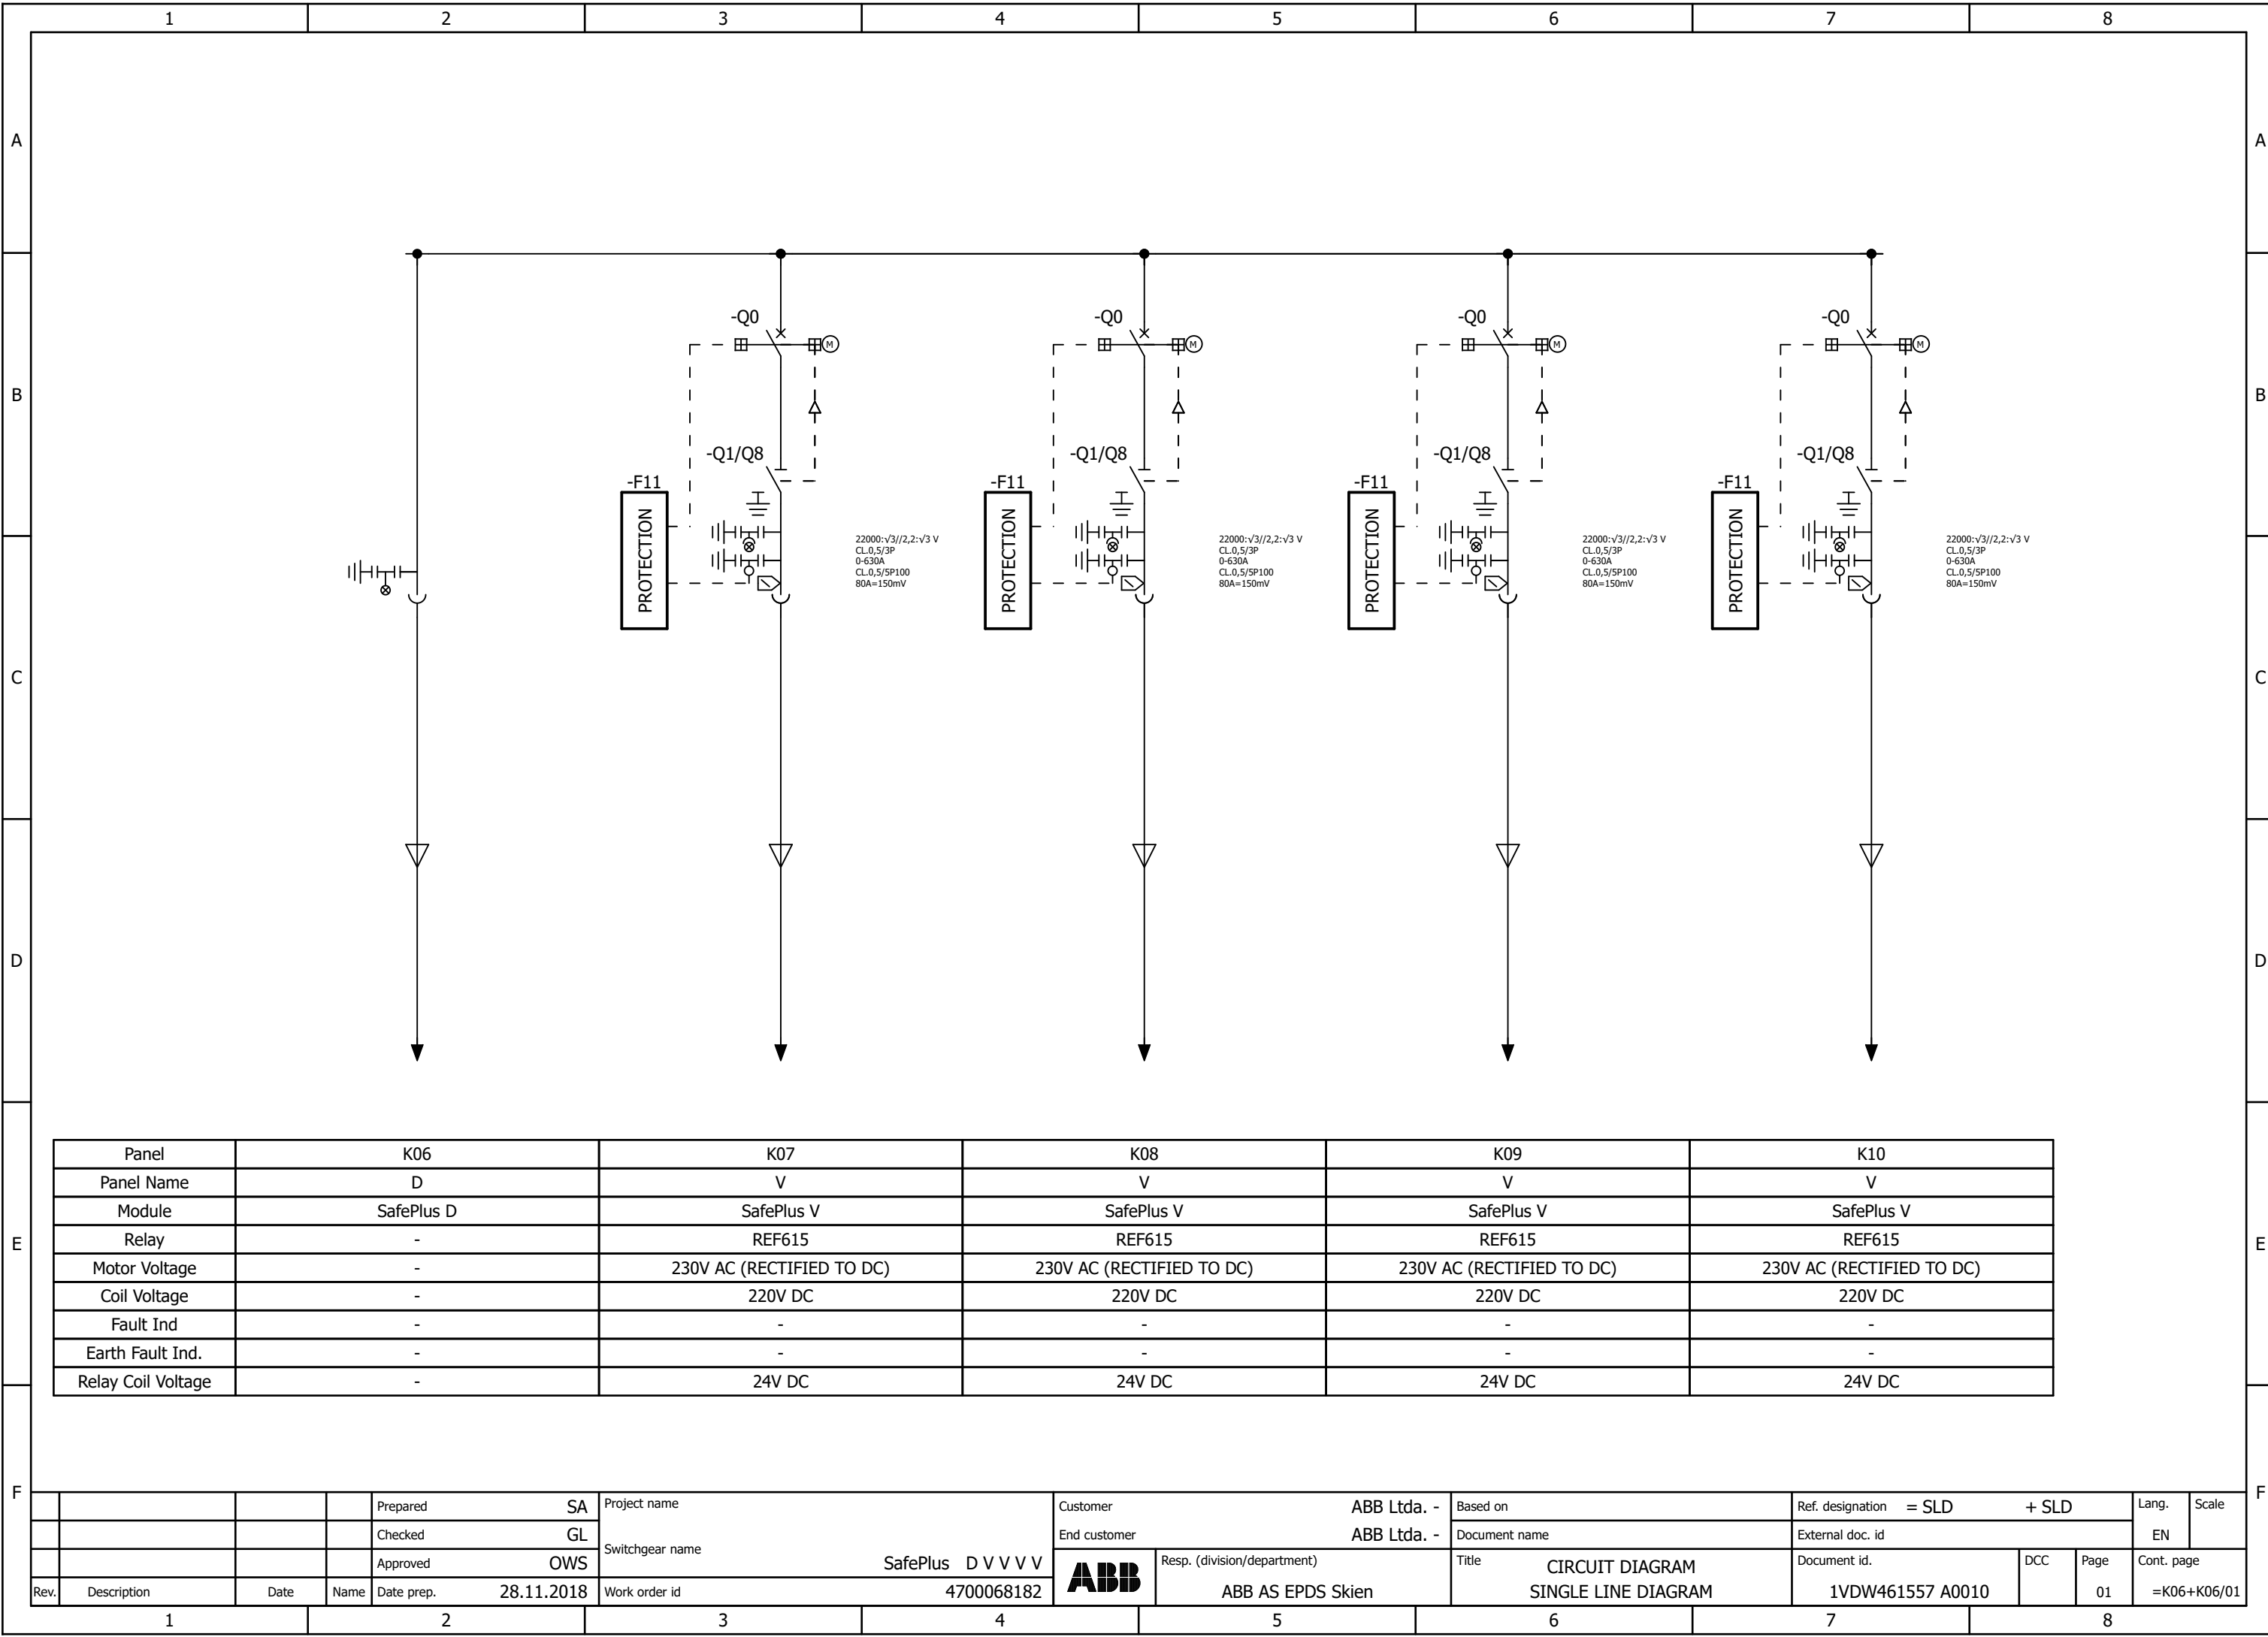 1 2 3 4 5 6 7 8
A A
-Q0 -Q0 -Q0 -Q0
M M M M
B B
-Q1/Q8 -Q1/Q8 -Q1/Q8 -Q1/Q8
-F11 -F11 -F11 -F11
PROTECTION PROTECTION PROTECTION PROTECTION
22000:√3//2,2:√3 V 22000:√3//2,2:√3 V 22000:√3//2,2:√3 V 22000:√3//2,2:√3 V
CL.0,5/3P CL.0,5/3P CL.0,5/3P CL.0,5/3P
0-630A 0-630A 0-630A 0-630A
CL.0,5/5P100 CL.0,5/5P100 CL.0,5/5P100 CL.0,5/5P100
80A=150mV 80A=150mV 80A=150mV 80A=150mV
C C
D D
Panel K06 K07 K08 K09 K10
Panel Name D V V V V
Module SafePlus D SafePlus V SafePlus V SafePlus V SafePlus V
Relay - REF615 REF615 REF615 REF615
E E
Motor Voltage - 230V AC (RECTIFIED TO DC) 230V AC (RECTIFIED TO DC) 230V AC (RECTIFIED TO DC) 230V AC (RECTIFIED TO DC)
Coil Voltage - 220V DC 220V DC 220V DC 220V DC
Fault Ind - - - - -
Earth Fault Ind. - - - - -
Relay Coil Voltage - 24V DC 24V DC 24V DC 24V DC
F F
Prepared SA Project name Customer ABB Ltda. - Based on Ref. designation = SLD + SLD Lang. Scale
Checked GL End customer ABB Ltda. - Document name External doc. id EN
Switchgear name
Approved OWS SafePlus D V V V V ABB Resp. (division/department) Title CIRCUIT DIAGRAM Document id. DCC Page Cont. page
Rev. Description Date Name Date prep. 28.11.2018 Work order id 4700068182 ABB AS EPDS Skien SINGLE LINE DIAGRAM 1VDW461557 A0010 01 =K06+K06/01
1 2 3 4 5 6 7 8